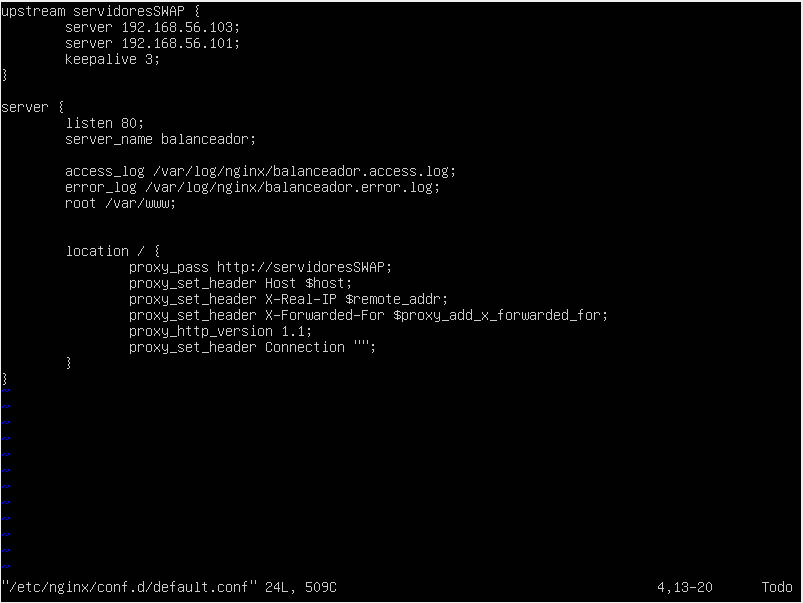 upstream servidoresSWAP {
        server 192.168.56.103;
        server 192.168.56.101;
        keepalive 3;
}

server {
        listen 80;
        server_name balanceador;

        access_log /var/log/nginx/balanceador.access.log;
        error_log /var/log/nginx/balanceador.error.log;
        root /var/www;


        location / {
                proxy_pass http://servidoresSWAP;
                proxy_set_header Host $host;
                proxy_set_header X-Real-IP $remote_addr;
                proxy_set_header X-Forwarded-For $proxy_add_x_forwarded_for;
                proxy_http_version 1.1;
                proxy_set_header Connection "";
        }
}
~
~
~
~
~
~
~
~
~
~
~
~
"/etc/nginx/conf.d/default.conf" 24L, 509C 4,13-20 Todo